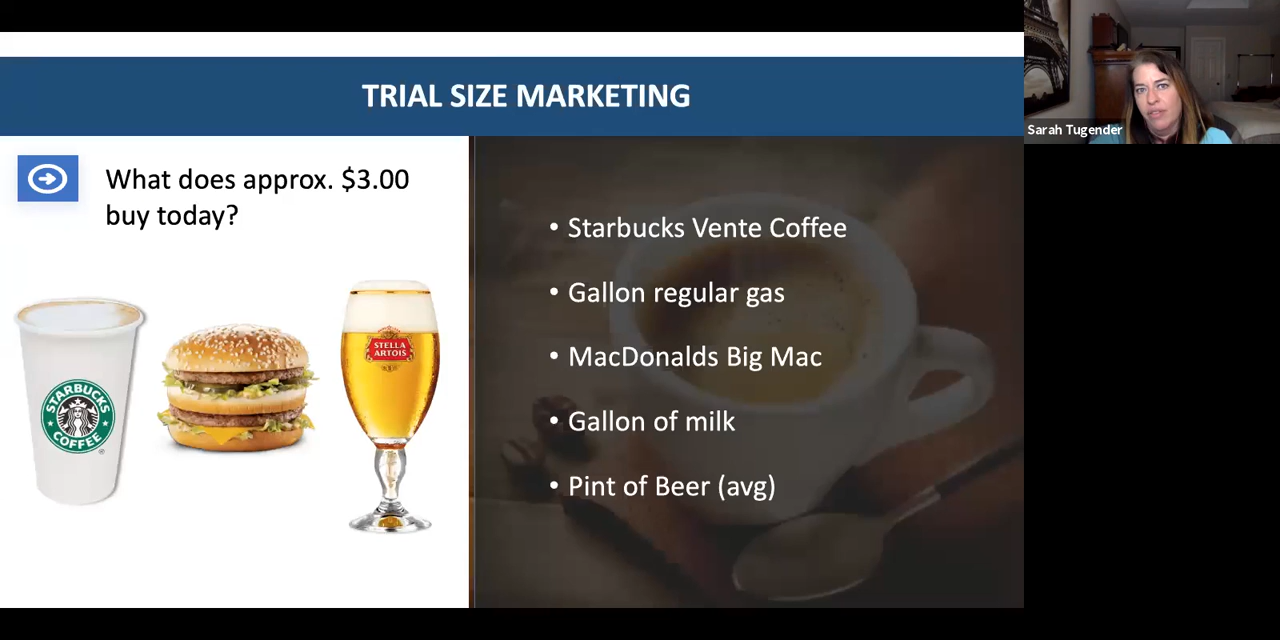 TRIAL SIZE MARKETING
Sarah Tugender
What does approx. $3.00
buy today?
• Starbucks Vente Coffee
• Gallon regular gas
• MacDonalds Big Mac
• Gallon of milk
• Pint of Beer (avg)
STARBUCKS
COFFEE
STELLA
ARTOIS